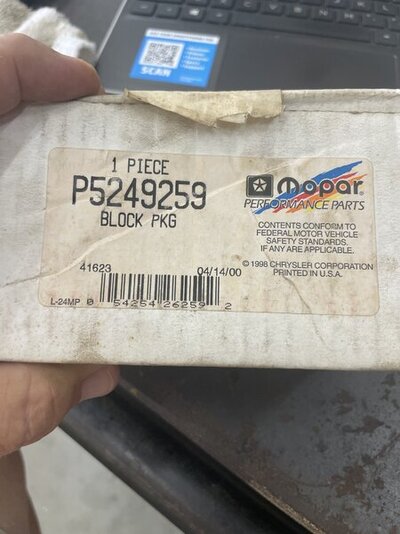 SCAN
1 PIECE
P5249259
BLOCK PKG
Mopar
PERFORMANCE PARTS
CONTENTS CONFORM TO
FEDERAL MOTOR VEHICLE
SAFETY STANDARDS.
IF ANY ARE APPLICABLE.
© 1998 CHRYSLER CORPORATION
PRINTED IN U.S.A.
41623 04/14/00
L-24MP 0 54254 26259 2